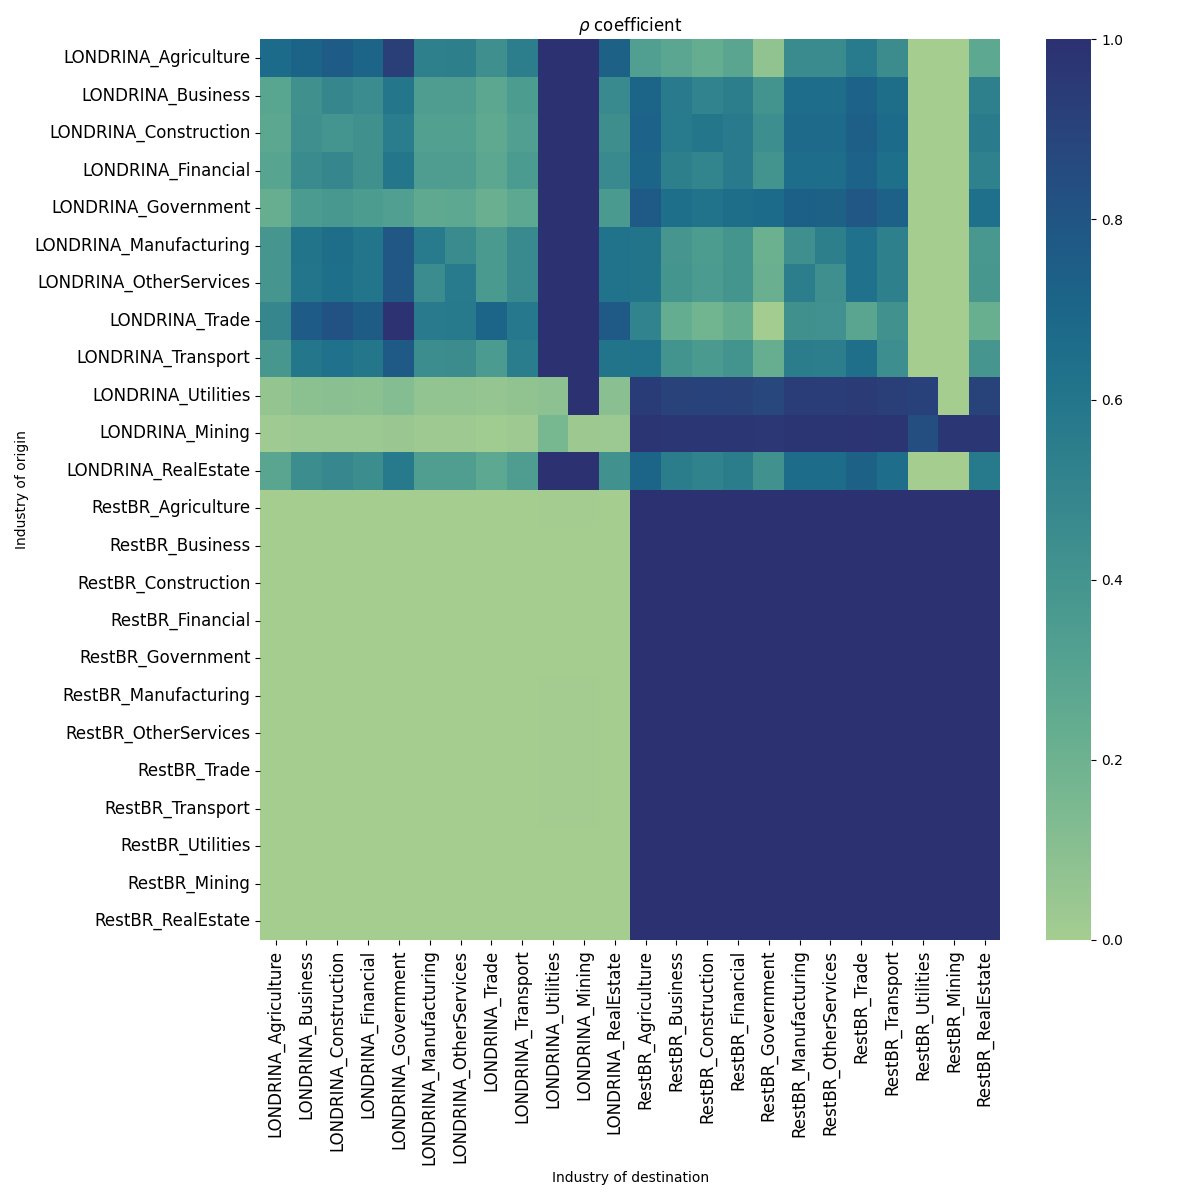 ρ coefficient
LONDRINA_Agriculture
LONDRINA_Business
LONDRINA_Construction
LONDRINA_Financial
LONDRINA_Government
LONDRINA_Manufacturing
LONDRINA_OtherServices
LONDRINA_Trade
LONDRINA_Transport
LONDRINA_Utilities
LONDRINA_Mining
LONDRINA_RealEstate
RestBR_Agriculture
RestBR_Business
RestBR_Construction
RestBR_Financial
RestBR_Government
RestBR_Manufacturing
RestBR_OtherServices
RestBR_Trade
RestBR_Transport
RestBR_Utilities
RestBR_Mining
RestBR_RealEstate
Industry of origin
LONDRINA_Agriculture
LONDRINA_Business
LONDRINA_Construction
LONDRINA_Financial
LONDRINA_Government
LONDRINA_Manufacturing
LONDRINA_OtherServices
LONDRINA_Trade
LONDRINA_Transport
LONDRINA_Utilities
LONDRINA_Mining
LONDRINA_RealEstate
RestBR_Agriculture
RestBR_Business
RestBR_Construction
RestBR_Financial
RestBR_Government
RestBR_Manufacturing
RestBR_OtherServices
RestBR_Trade
RestBR_Transport
RestBR_Utilities
RestBR_Mining
RestBR_RealEstate
Industry of destination
1.0
0.8
0.6
0.4
0.2
0.0